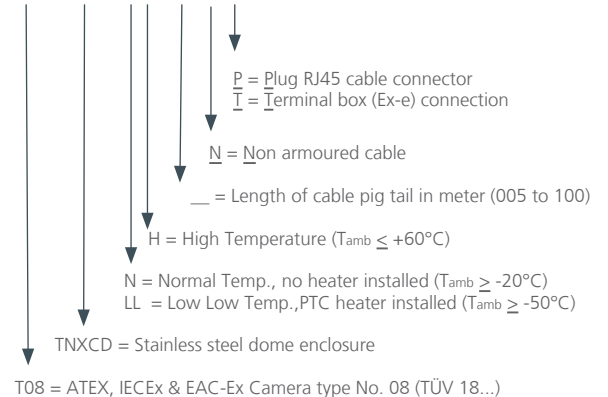 P = Plug RJ45 cable connector
T = Terminal box (Ex-e) connection
N = Non armoured cable
__ = Length of cable pig tail in meter (005 to 100)
H = High Temperature (Tamb ≤ +60°C)
N = Normal Temp., no heater installed (Tamb ≥ -20°C)
LL = Low Low Temp.,PTC heater installed (Tamb ≥ -50°C)
TNXCD = Stainless steel dome enclosure
T08 = ATEX, IECEx & EAC-Ex Camera type No. 08 (TÜV 18...)